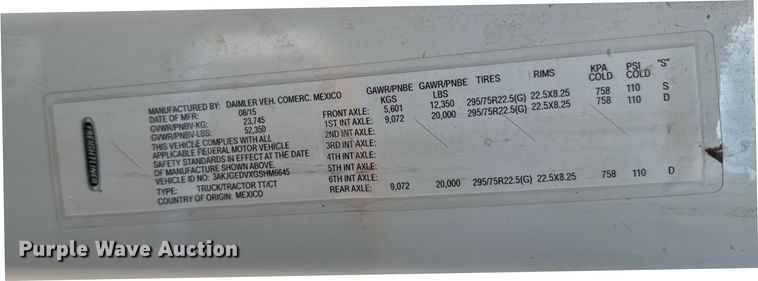 FREIGHTLINER
MANUFACTURED BY: DAIMLER VEH. COMERC. MEXICO
DATE OF MFR: 08/15
GVWR/PNBV-KG: 23,745
GVWR/PNBV-LBS: 52,350
THIS VEHICLE COMPLIES WITH ALL
APPLICABLE FEDERAL MOTOR VEHICLE
SAFETY STANDARDS IN EFFECT AT THE DATE
OF MANUFACTURE SHOWN ABOVE.
VEHICLE ID NO: 3AKJGEDVXGSHM6645
TYPE: TRUCK/TRACTOR TT/CT
COUNTRY OF ORIGIN: MEXICO
GAWR/PNBE KGS GAWR/PNBE LBS TIRES RIMS KPA COLD PSI COLD "S"
FRONT AXLE: 5,601 12,350 295/75R22.5(G) 22.5X8.25 758 110 S
1ST INT AXLE: 9,072 20,000 295/75R22.5(G) 22.5X8.25 758 110 D
2ND INT AXLE:
3RD INT AXLE:
4TH INT AXLE:
5TH INT AXLE:
6TH INT AXLE:
REAR AXLE: 9,072 20,000 295/75R22.5(G) 22.5X8.25 758 110 D
Purple Wave Auction